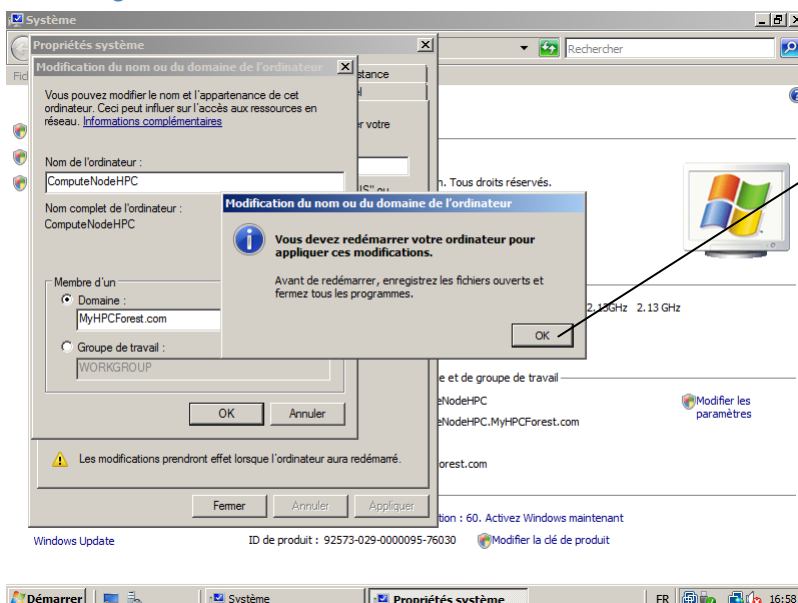 Système
Propriétés système
Rechercher
Modification du nom ou du domaine de l'ordinateur
stance
Vous pouvez modifier le nom et l'appartenance de cet
ordinateur. Ceci peut influer sur l'accès aux ressources en
réseau. Informations complémentaires
er votre
Nom de l'ordinateur :
ComputeNodeHPC
n. Tous droits réservés.
Nom complet de l'ordinateur :
ComputeNodeHPC
Modification du nom ou du domaine de l'ordinateur
Vous devez redémarrer votre ordinateur pour
appliquer ces modifications.
Avant de redémarrer, enregistrez les fichiers ouverts et
fermez tous les programmes.
OK
Membre d'un
Domaine :
MyHPCForest.com
2.13GHz 2.13 GHz
Groupe de travail :
WORKGROUP
e et de groupe de travail
eNodeHPC
Modifier les
paramètres
OK
Annuler
eNodeHPC.MyHPCForest.com
Les modifications prendront effet lorsque l'ordinateur aura redémarré.
orest.com
Fermer
Annuler
Appliquer
tion : 60. Activez Windows maintenant
Windows Update
ID de produit : 92573-029-0000095-76030
Modifier la clé de produit
Démarrer
Système
Propriétés système
FR
16:58